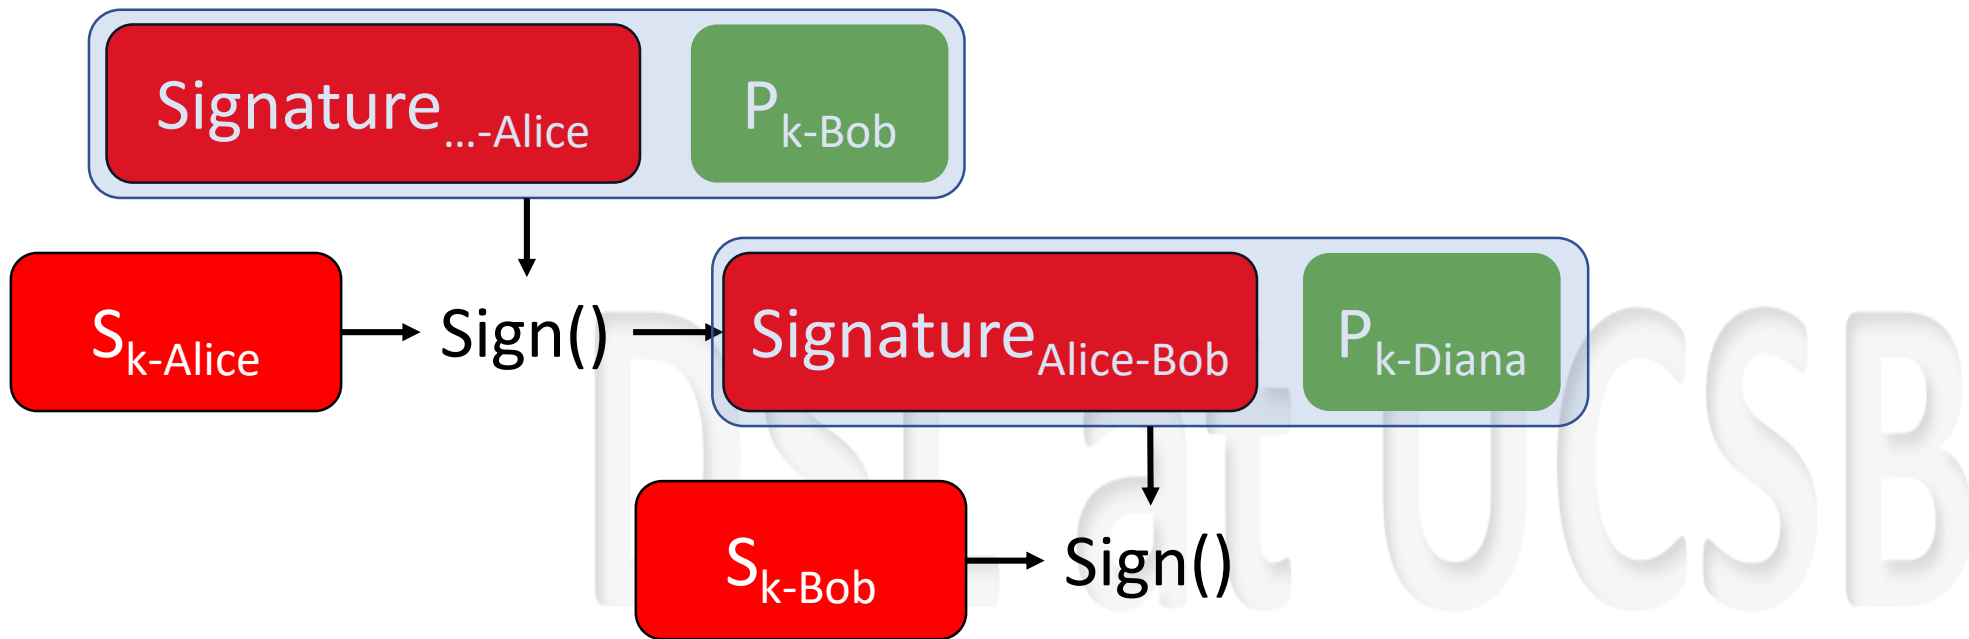 Signature...-Alice Pk-Bob
Sk-Alice Sign() SignatureAlice-Bob Pk-Diana
Sk-Bob Sign()
DSL at UCSB